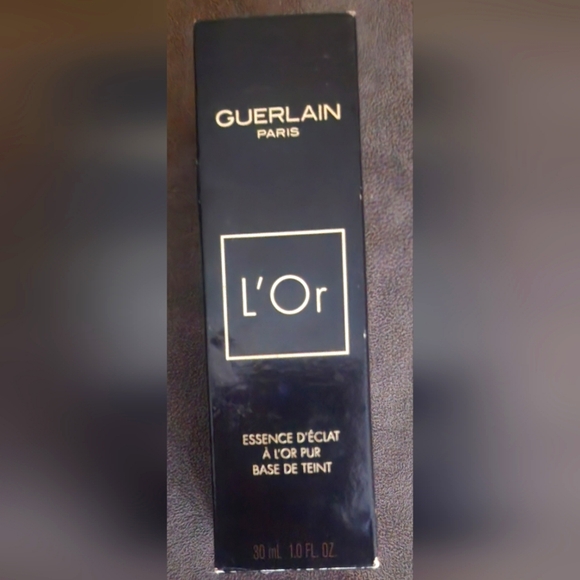 GUERLAIN
PARIS
L'Or
ESSENCE D'ÉCLAT
À L'OR PUR
BASE DE TEINT
30 mL 1.0 FL. OZ.